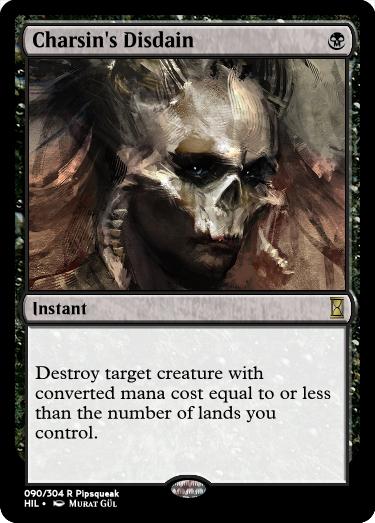 Charsin's Disdain
Instant
Destroy target creature with
converted mana cost equal to or less
than the number of lands you
control.
090/304 R Pipsqueak
HIL • Murat Gül